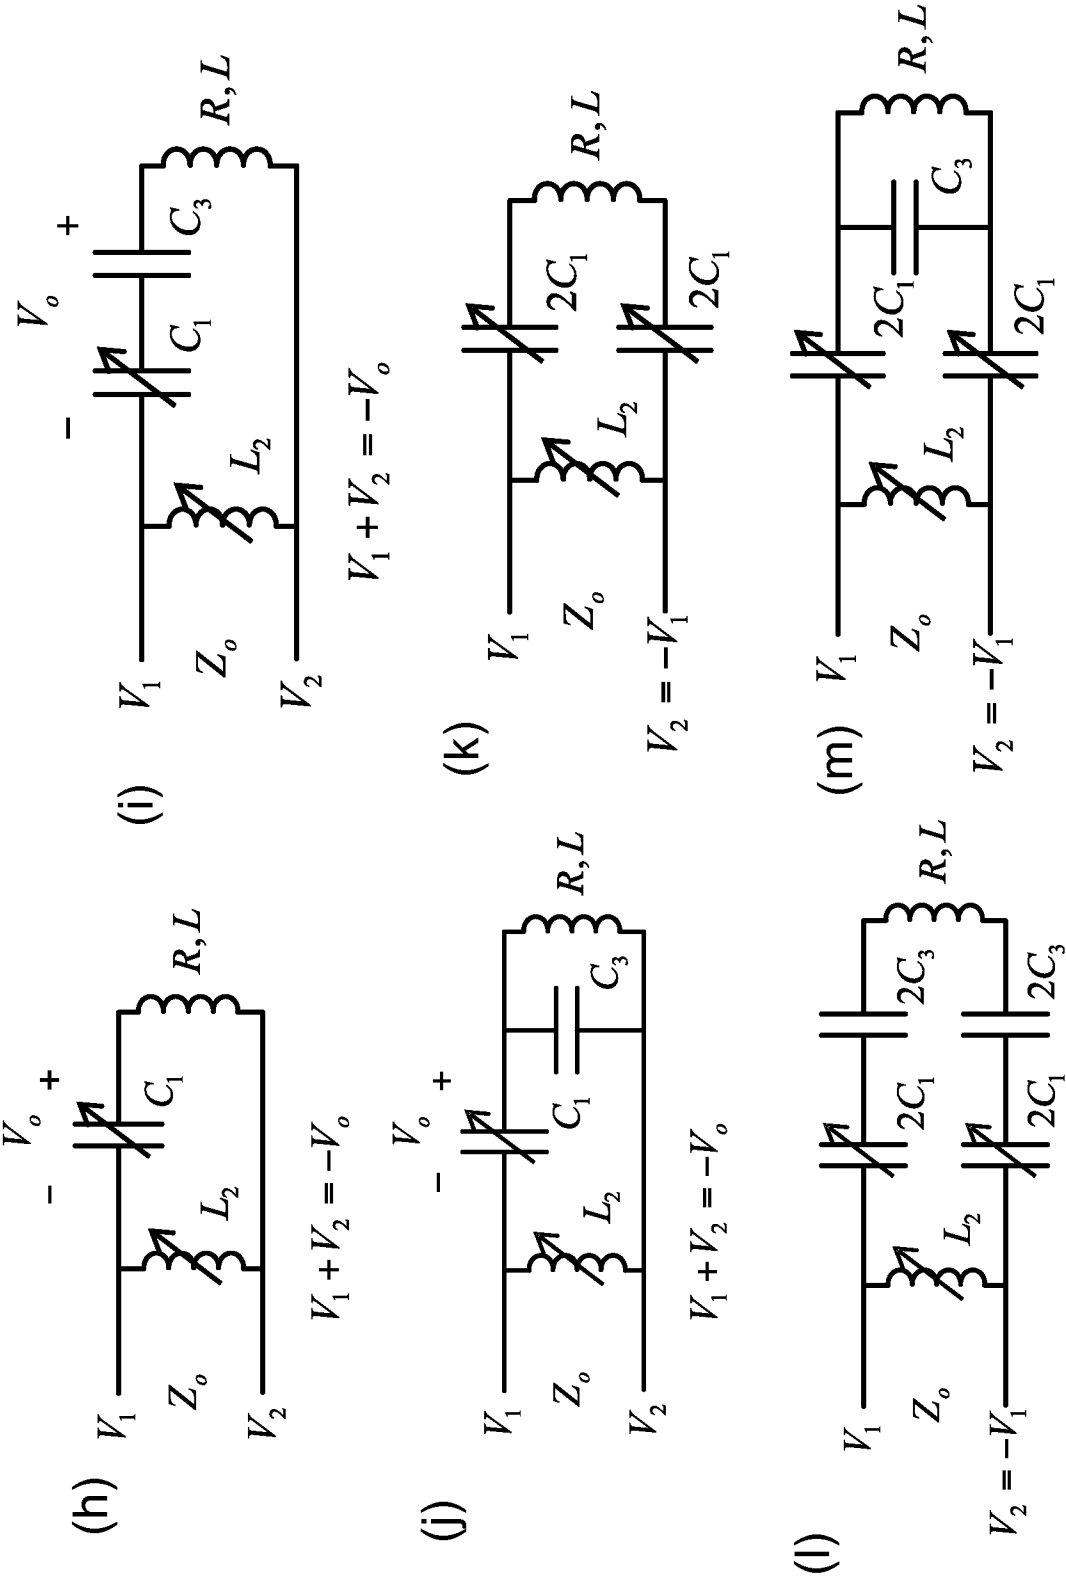 (h)
− V_o +
V_1
C_1
R, L
L_2
Z_o
V_2
V_1 + V_2 = −V_o
(i)
− V_o +
V_1
C_1
C_3
R, L
L_2
Z_o
V_2
V_1 + V_2 = −V_o
(j)
− V_o +
V_1
C_1
C_3
R, L
L_2
Z_o
V_2
V_1 + V_2 = −V_o
(k)
V_1
2C_1
R, L
L_2
Z_o
2C_1
V_2 = −V_1
(l)
V_1
2C_1
2C_3
R, L
L_2
Z_o
2C_1
2C_3
V_2 = −V_1
(m)
V_1
2C_1
C_3
R, L
L_2
Z_o
2C_1
V_2 = −V_1